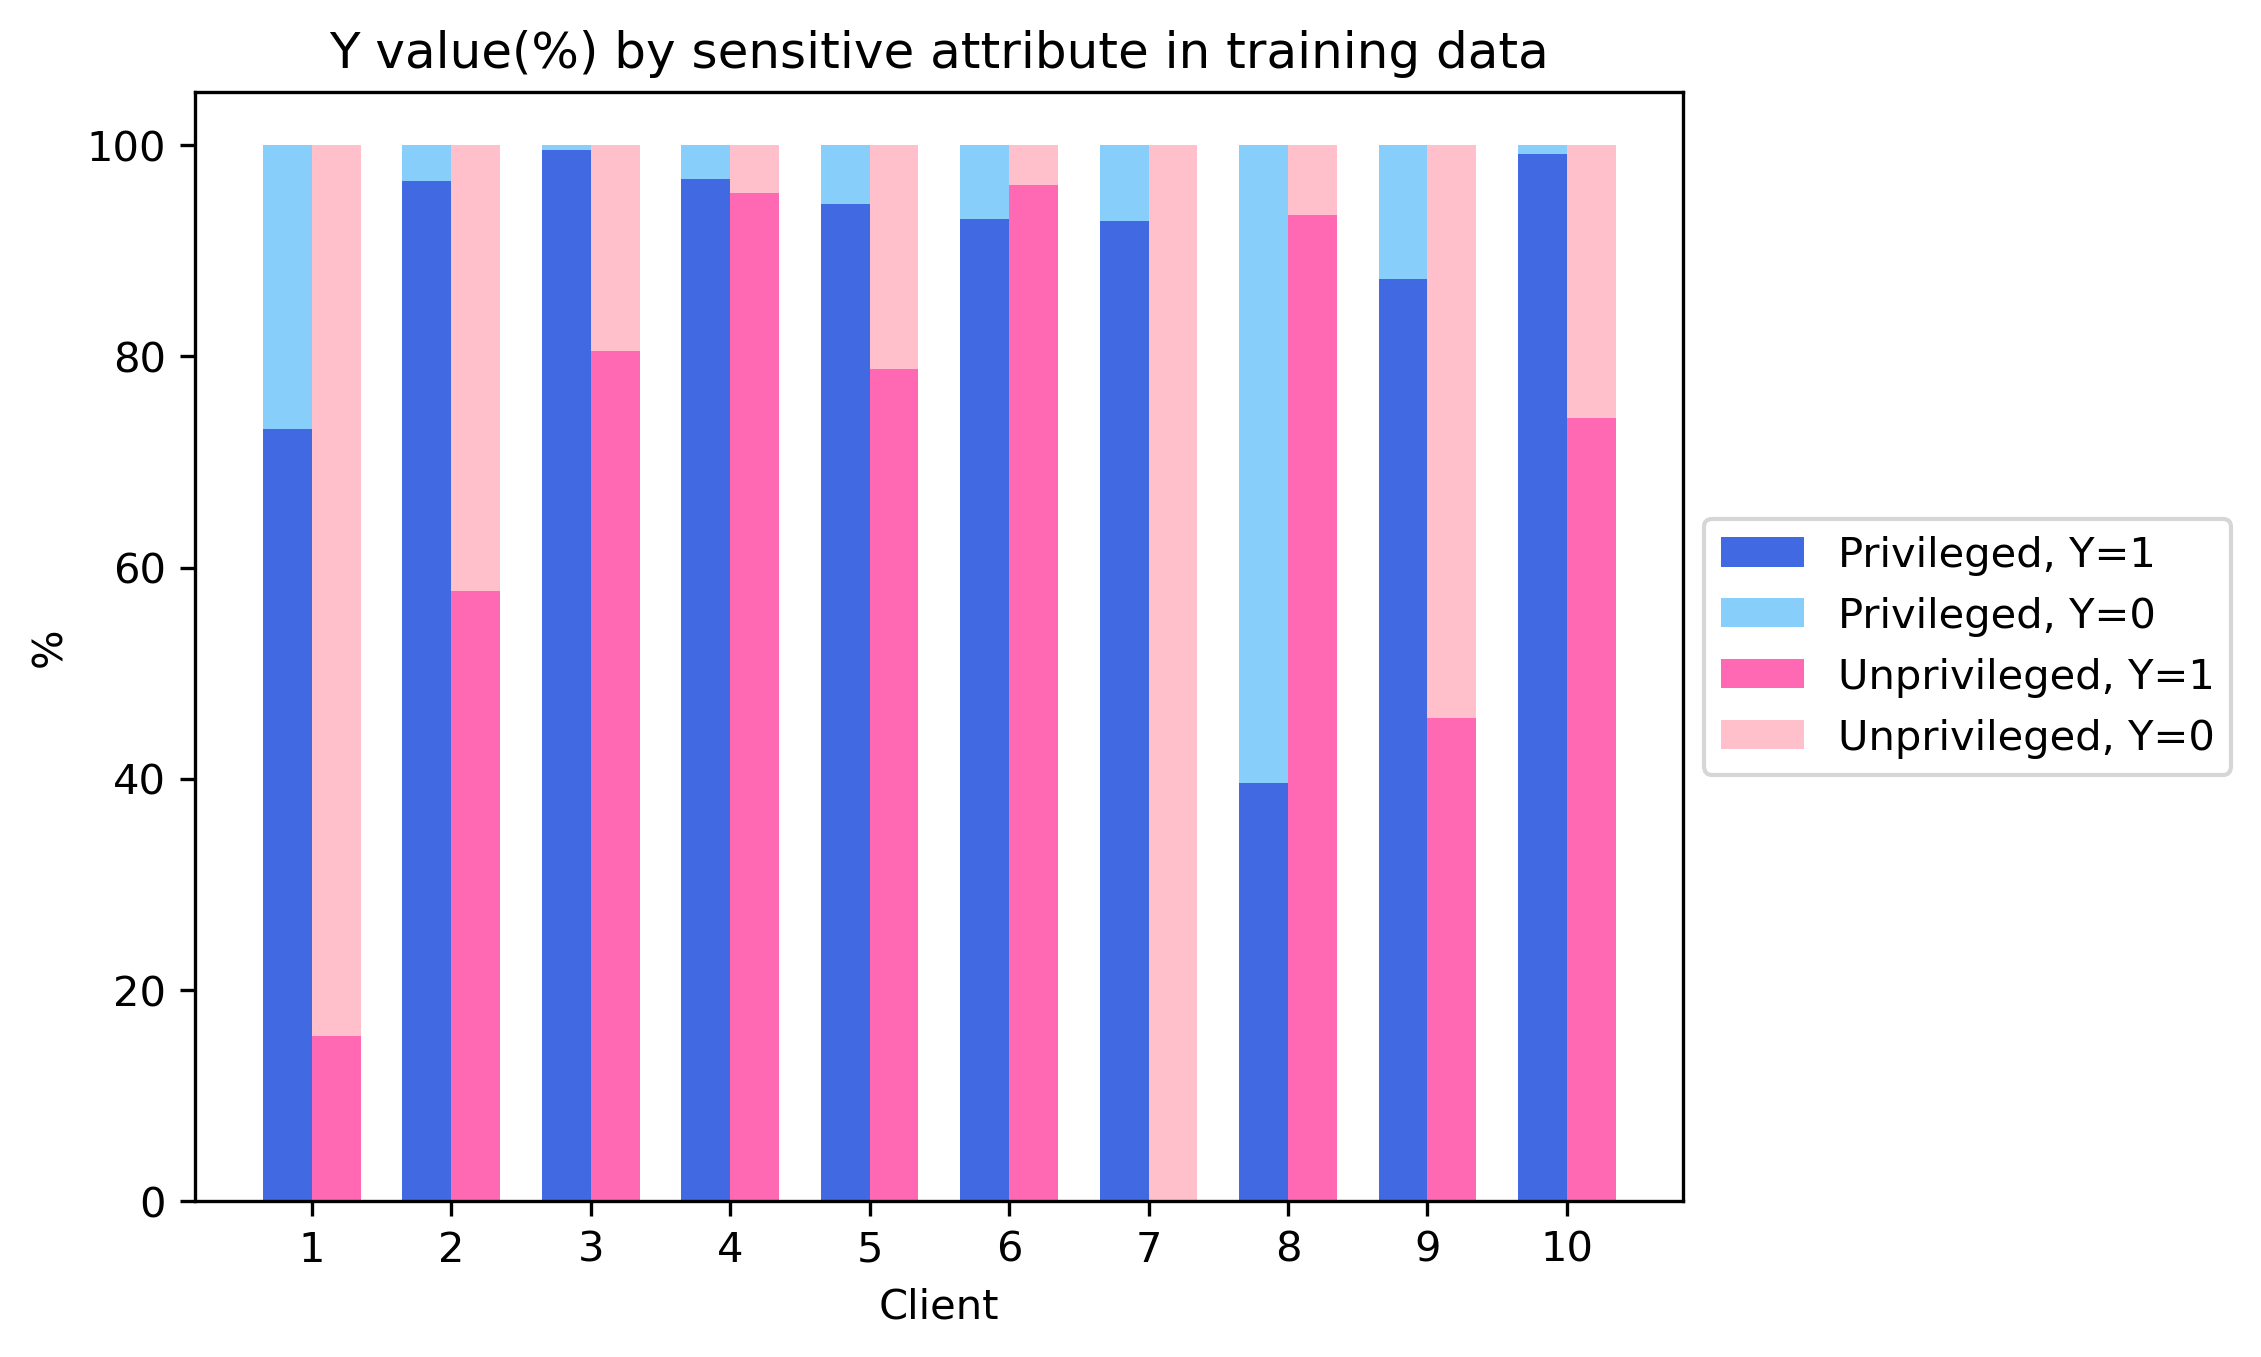 Y value(%) by sensitive attribute in training data
100
80
60
40
20
0
%
1 2 3 4 5 6 7 8 9 10
Client
Privileged, Y=1
Privileged, Y=0
Unprivileged, Y=1
Unprivileged, Y=0